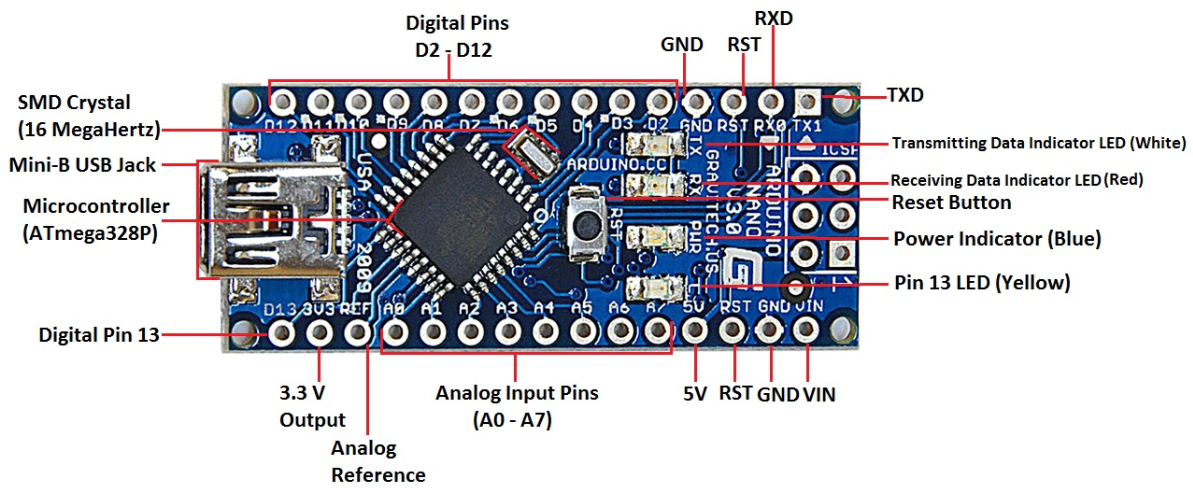 Digital Pins
D2 - D12
RXD
GND
RST
TXD
SMD Crystal
(16 MegaHertz)
Mini-B USB Jack
Microcontroller
(ATmega328P)
Transmitting Data Indicator LED (White)
Receiving Data Indicator LED (Red)
Reset Button
Power Indicator (Blue)
Pin 13 LED (Yellow)
D12 D11 D10 D9 D8 D7 D6 D5 D4 D3 D2 GND RST RX0 TX1
ICSP
TX
ARDUINO.CC
RX
RST
PWR
L
GRAVITECH.US
ARDUINO
NANO
V3.0
USA
2009
1
D13 3V3 REF A0 A1 A2 A3 A4 A5 A6 A7 5V RST GND VIN
Digital Pin 13
3.3 V
Output
Analog
Reference
Analog Input Pins
(A0 - A7)
5V
RST
GND
VIN